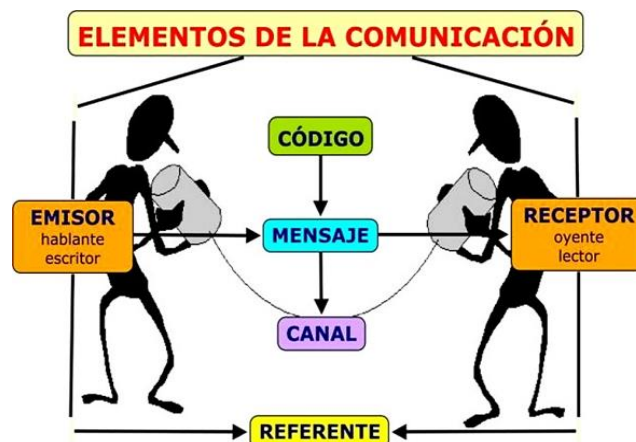 ELEMENTOS DE LA COMUNICACIÓN
CÓDIGO
EMISOR
hablante
escritor
MENSAJE
RECEPTOR
oyente
lector
CANAL
REFERENTE